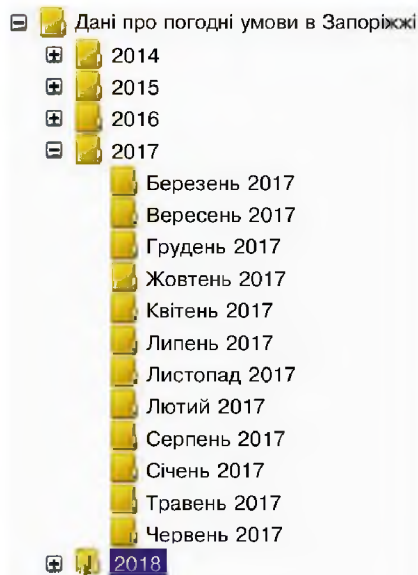 Дані про погодні умови в Запоріжжі
2014
2015
2016
2017
Березень 2017
Вересень 2017
Грудень 2017
Жовтень 2017
Квітень 2017
Липень 2017
Листопад 2017
Лютий 2017
Серпень 2017
Січень 2017
Травень 2017
Червень 2017
2018